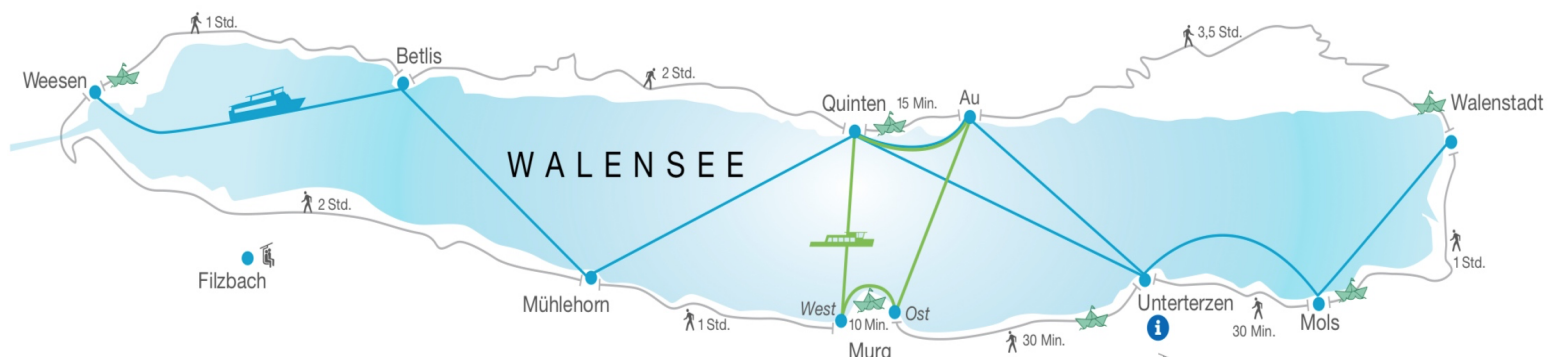 1 Std.
3,5 Std.
Betlis
Weesen
2 Std.
Quinten
15 Min.
Au
Walenstadt
WALENSEE
2 Std.
Filzbach
1 Std.
Mühlehorn
West
Ost
Unterterzen
i
Mols
1 Std.
10 Min.
30 Min.
30 Min.
Murg